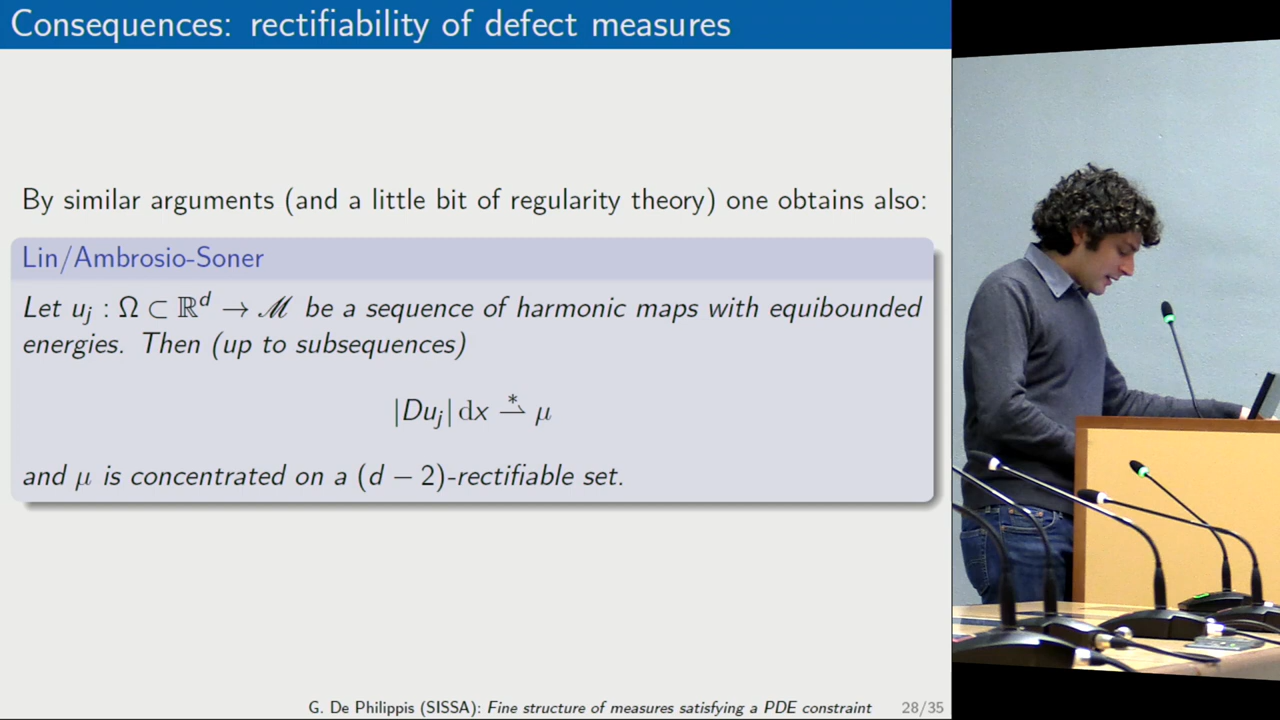 Consequences: rectifiability of defect measures
By similar arguments (and a little bit of regularity theory) one obtains also:
Lin/Ambrosio-Soner
Let u_j : Ω ⊂ ℝ^d → ℳ be a sequence of harmonic maps with equibounded
energies. Then (up to subsequences)
|Du_j| dx ⇀* μ
and μ is concentrated on a (d − 2)-rectifiable set.
G. De Philippis (SISSA): Fine structure of measures satisfying a PDE constraint 28/35